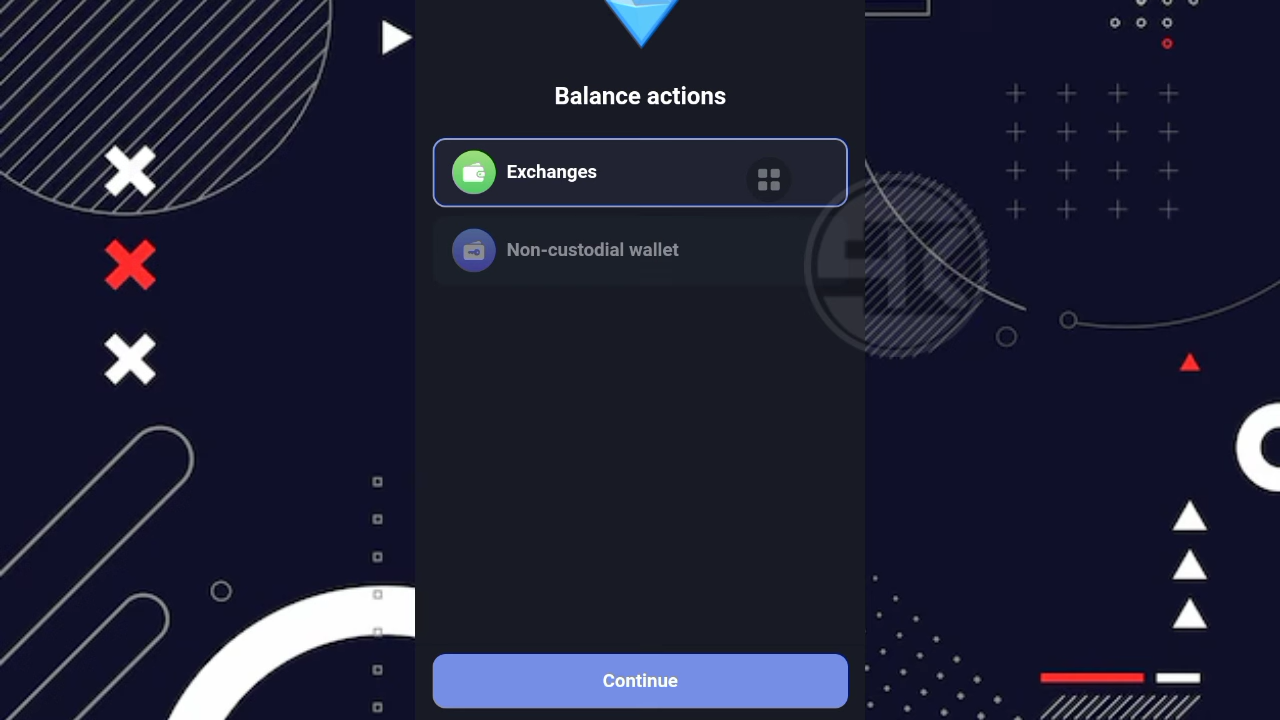 Balance actions
Exchanges
Non-custodial wallet
Continue